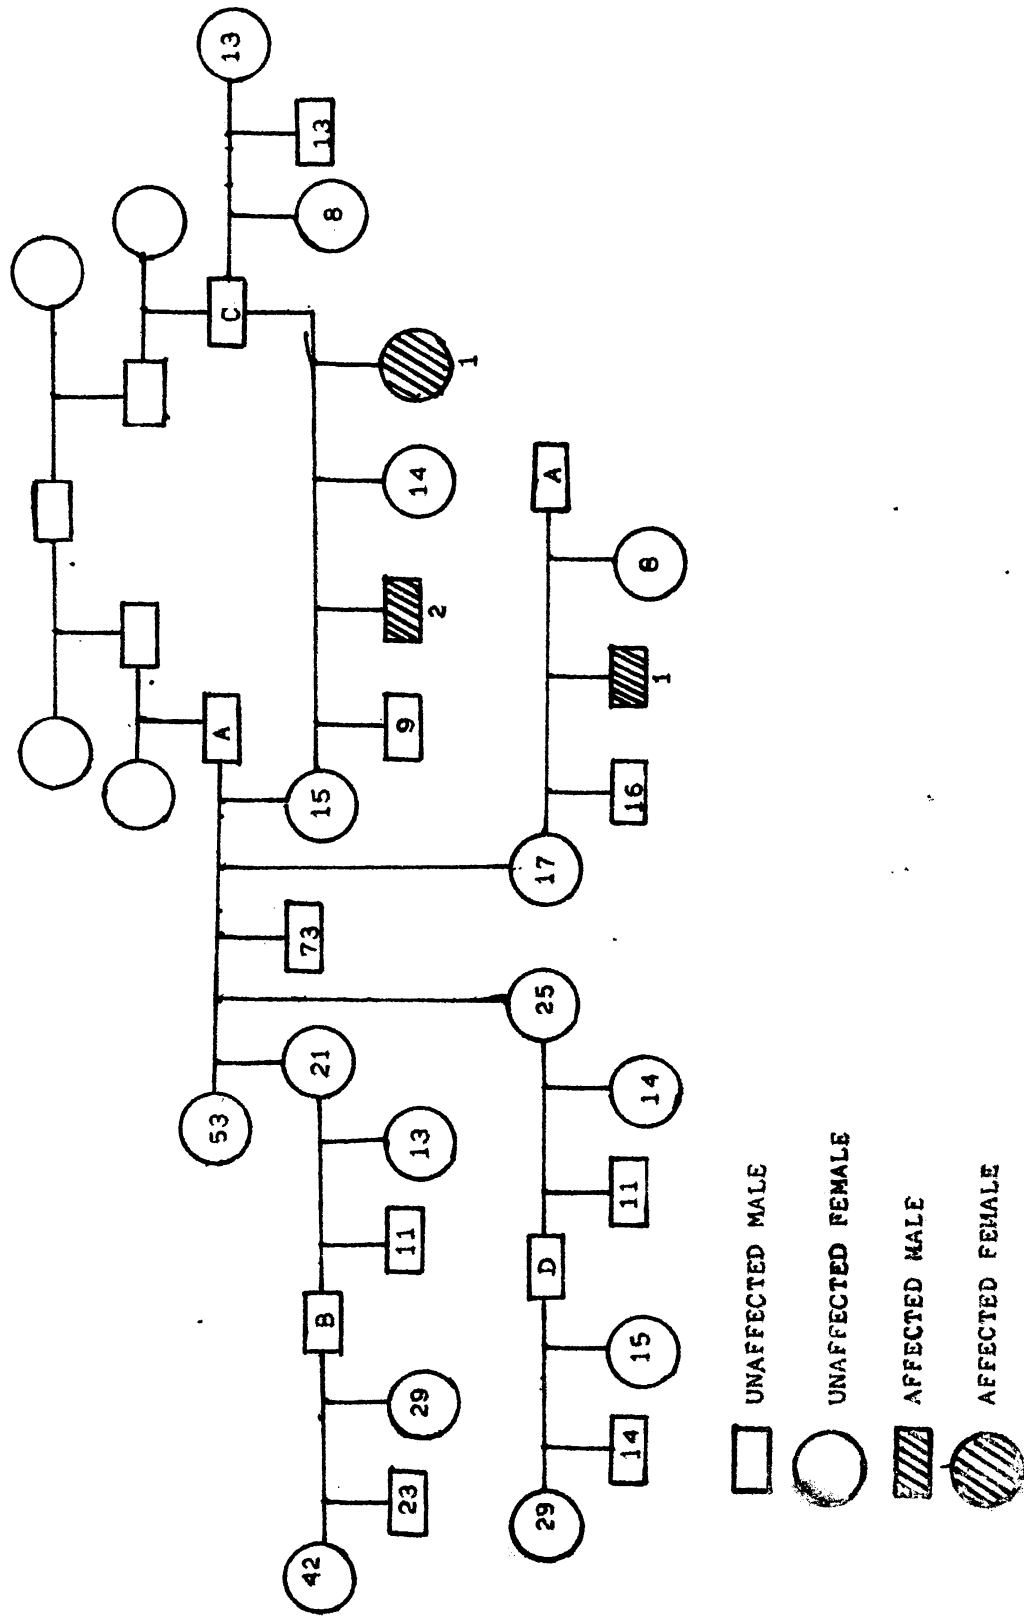 53 A C 13
42 B 21 73 15 8 13
23 29 11 13 9 14
2 1
29 D 25 17 A
14 15 11 14 16 8
1
UNAFFECTED MALE
UNAFFECTED FEMALE
AFFECTED MALE
AFFECTED FEMALE